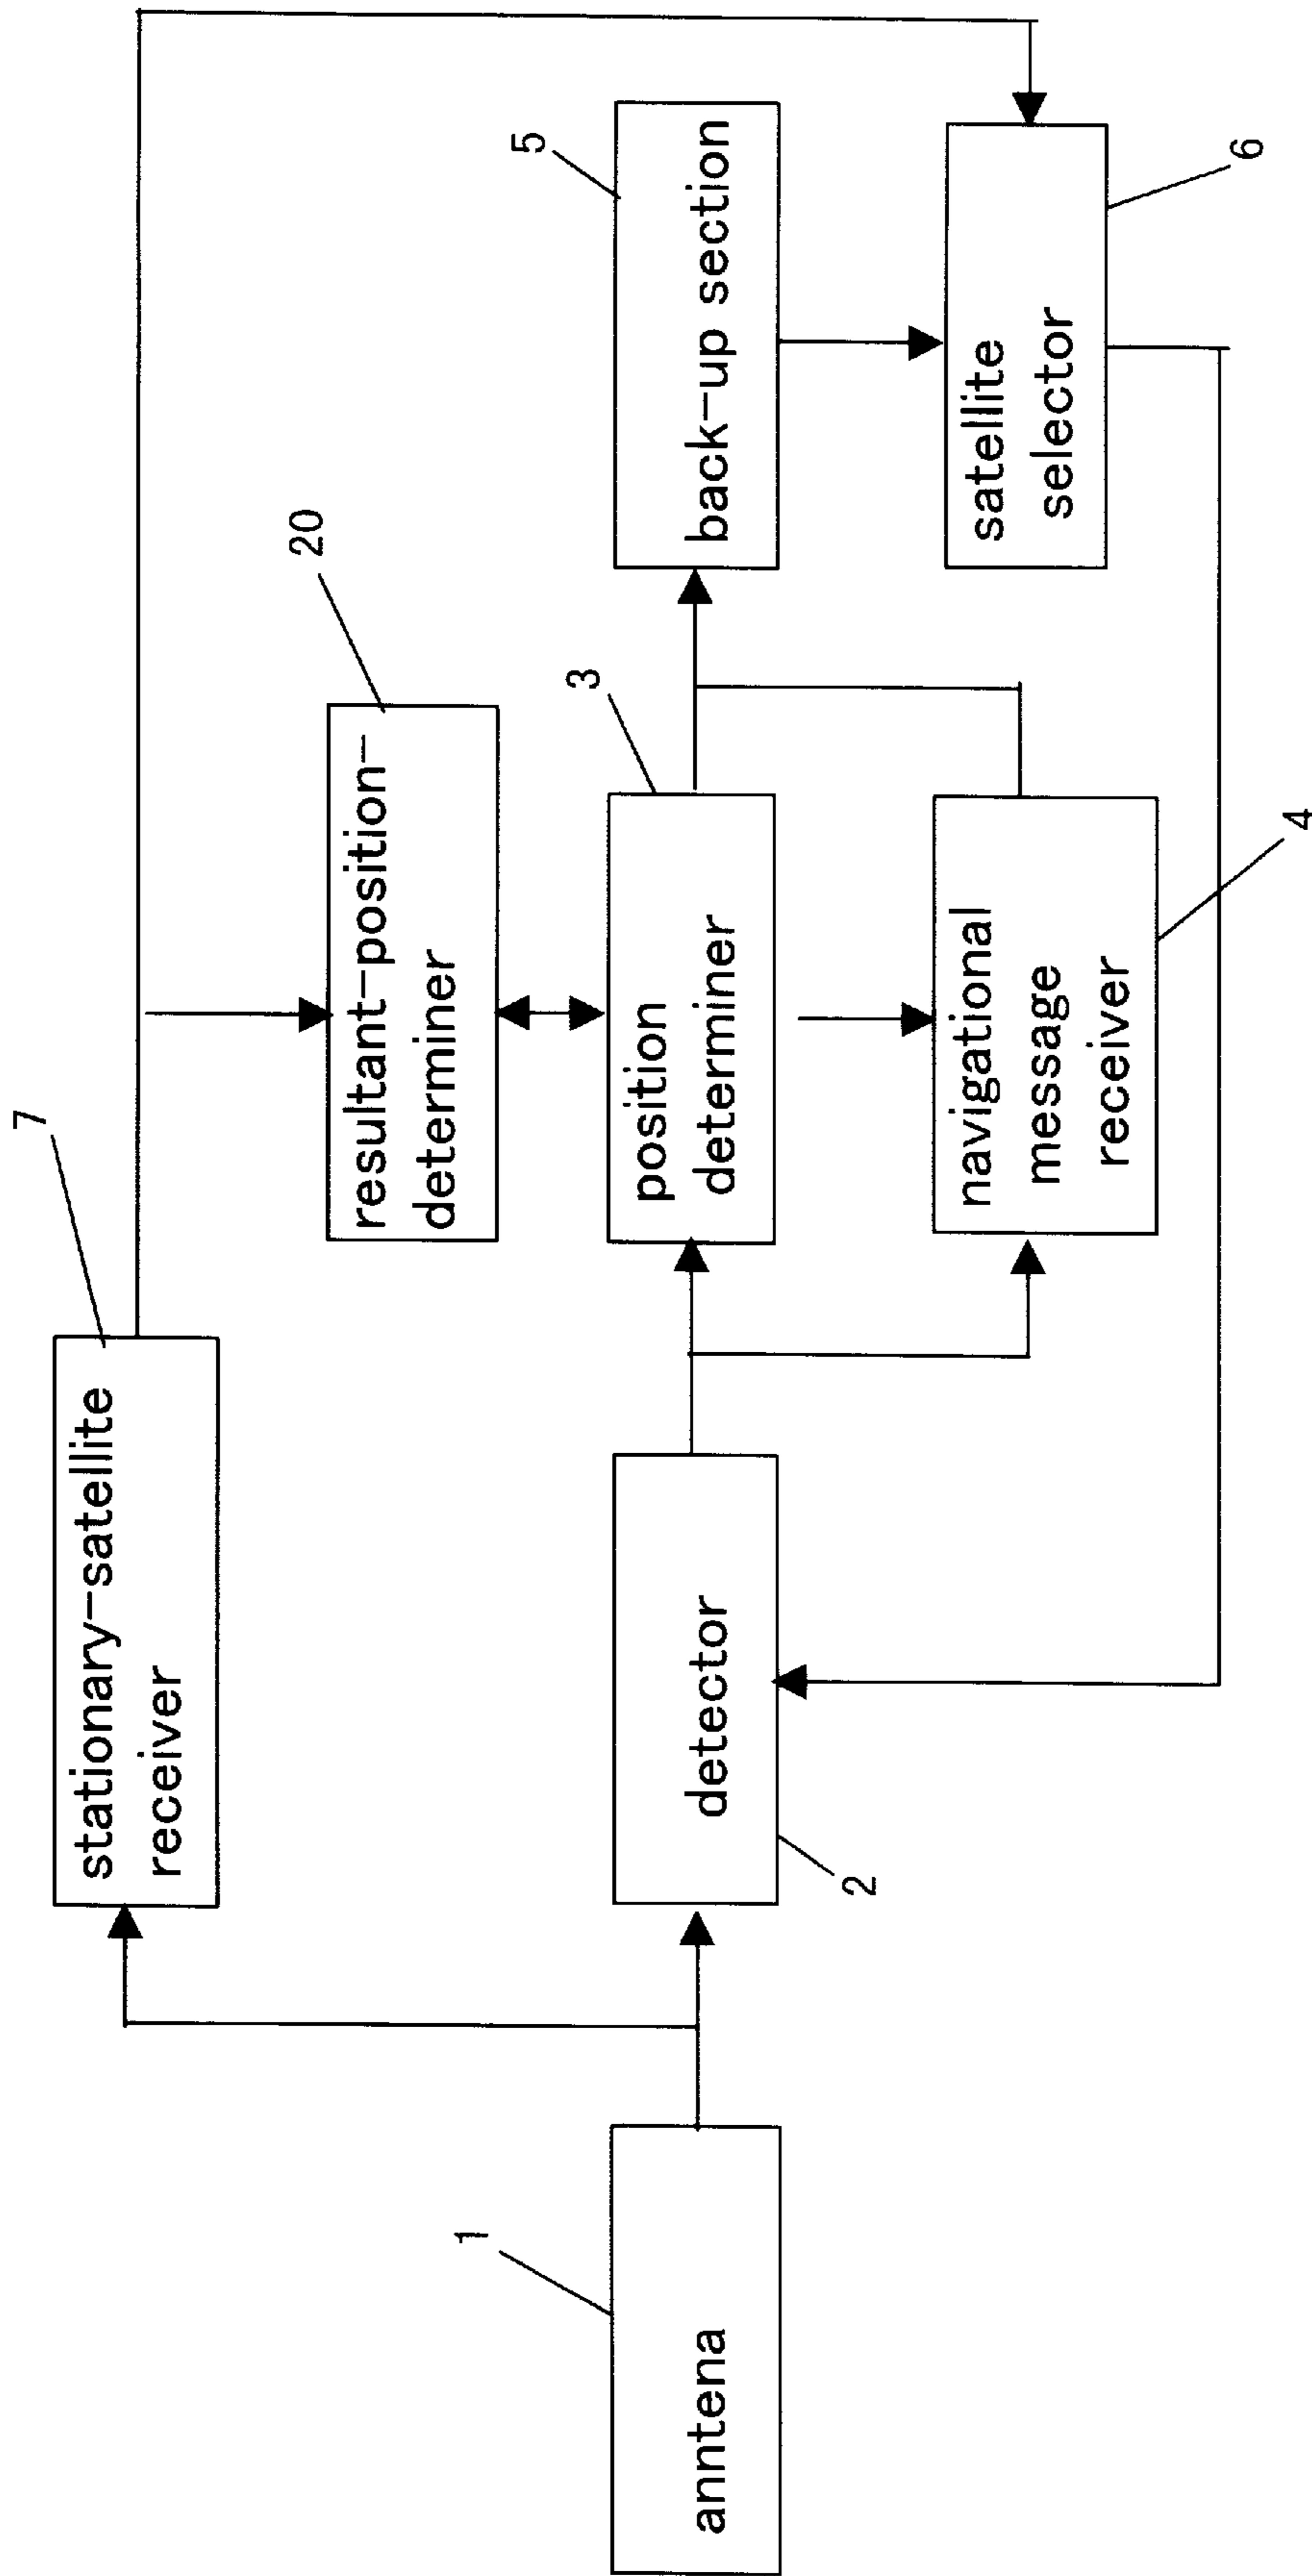 7
stationary-satellite
receiver
20
resultant-position-
determiner
1
anntena
detector
2
3
position
determiner
5
back-up section
navigational
message
receiver
4
satellite
selector
6